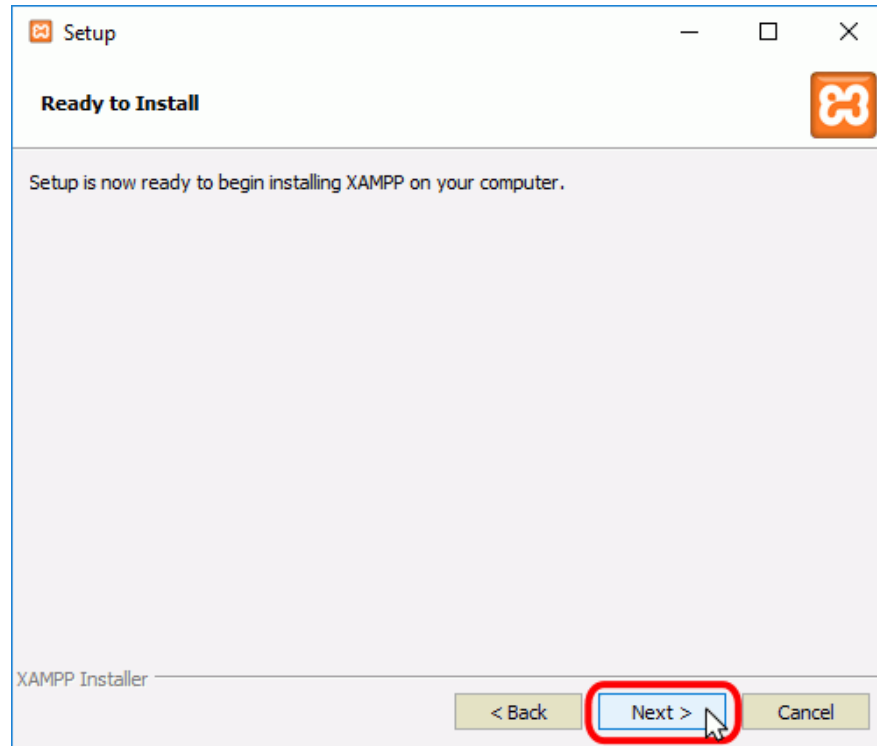 Setup
Ready to Install
Setup is now ready to begin installing XAMPP on your computer.
XAMPP Installer
< Back Next > Cancel